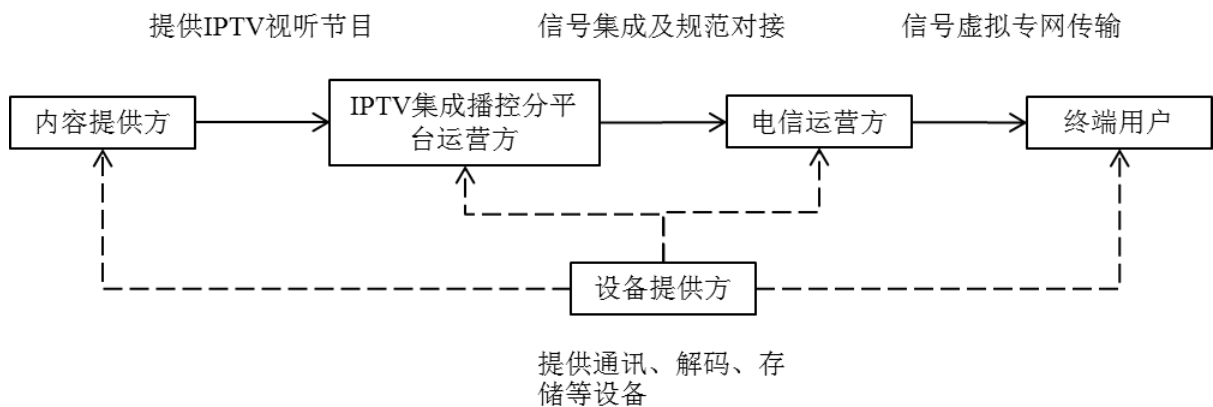 提供IPTV视听节目
信号集成及规范对接
信号虚拟专网传输
内容提供方
IPTV集成播控分平
台运营方
电信运营方
终端用户
设备提供方
提供通讯、解码、存
储等设备